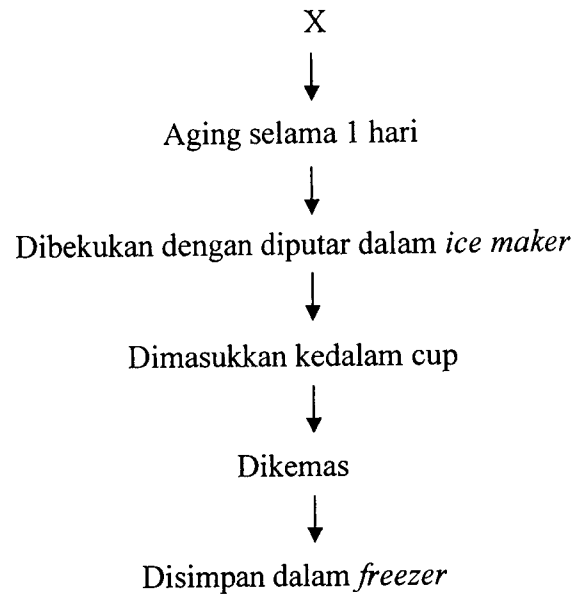 X
Aging selama 1 hari
Dibekukan dengan diputar dalam ice maker
Dimasukkan kedalam cup
Dikemas
Disimpan dalam freezer